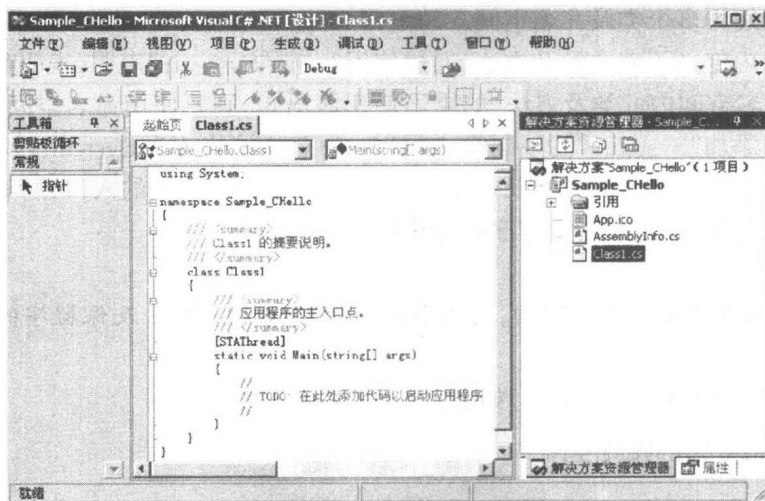 Sample_CHello - Microsoft Visual C# .NET [设计] - Class1.cs
文件(F) 编辑(E) 视图(V) 项目(P) 生成(B) 调试(D) 工具(T) 窗口(W) 帮助(H)
Debug
工具箱
剪贴板循环
常规
指针
起始页 Class1.cs
Sample_CHello.Class1 Main(string[] args)
using System;
namespace Sample_CHello
{
/// <summary>
/// Class1 的摘要说明。
/// </summary>
class Class1
{
/// <summary>
/// 应用程序的主入口点。
/// </summary>
[STAThread]
static void Main(string[] args)
{
//
// TODO: 在此处添加代码以启动应用程序
//
}
}
}
解决方案资源管理器 - Sample_C...
解决方案"Sample_CHello"(1 项目)
Sample_CHello
引用
App.ico
AssemblyInfo.cs
Class1.cs
解决方案资源管理器 属性
就绪